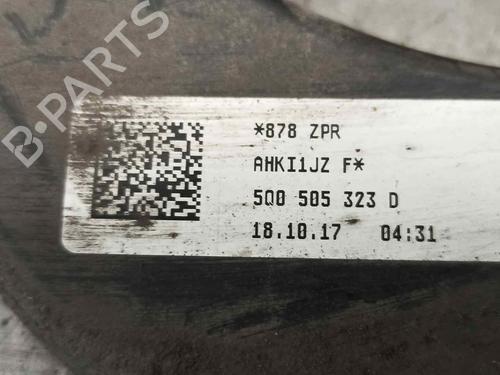 *878 ZPR
AHKI1JZ F*
5Q0 505 323 D
18.10.17 04:31
B-PARTS